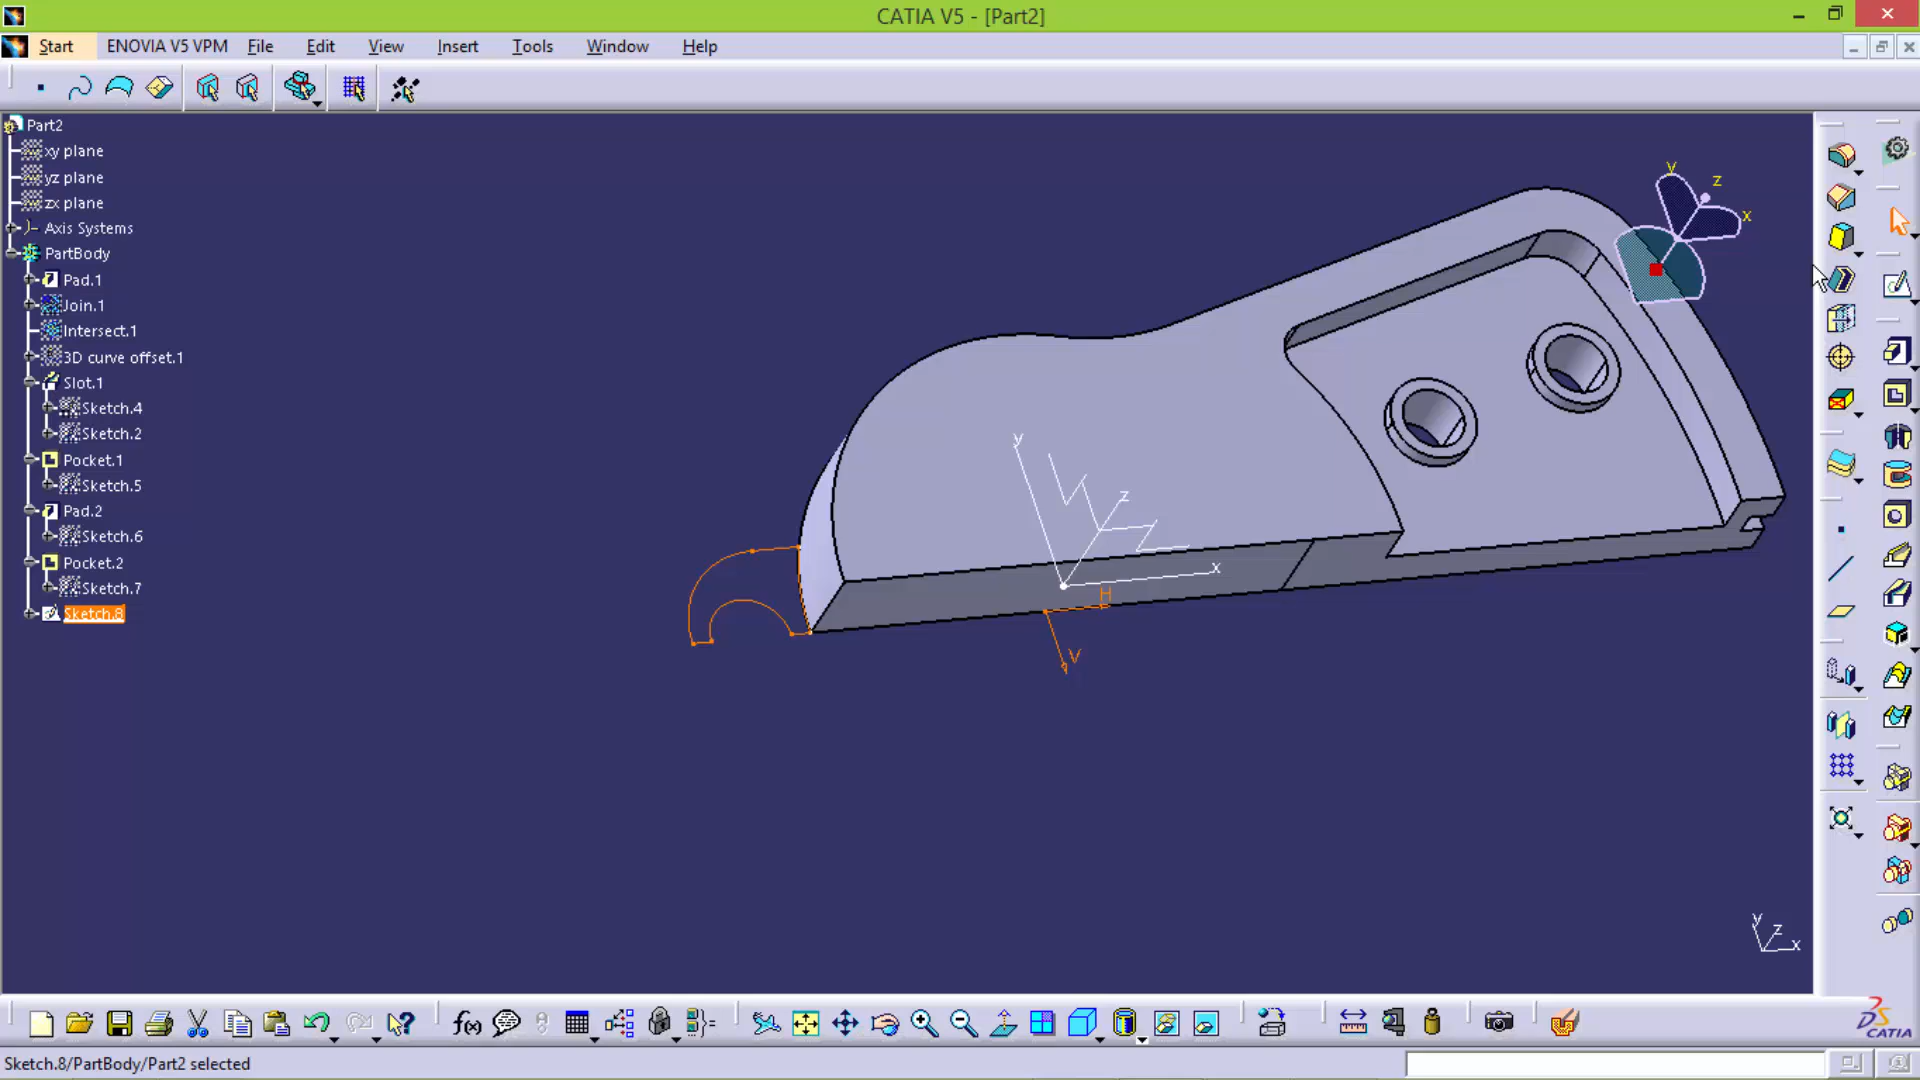 CATIA V5 - [Part2]
Start ENOVIA V5 VPM File Edit View Insert Tools Window Help
Part2
xy plane
yz plane
zx plane
Axis Systems
PartBody
Pad.1
Join.1
Intersect.1
3D curve offset.1
Slot.1
Sketch.4
Sketch.2
Pocket.1
Sketch.5
Pad.2
Sketch.6
Pocket.2
Sketch.7
Sketch.8
y
z
x
y
z
x
H
V
y
z
x
f(x)
CATIA
Sketch.8/PartBody/Part2 selected